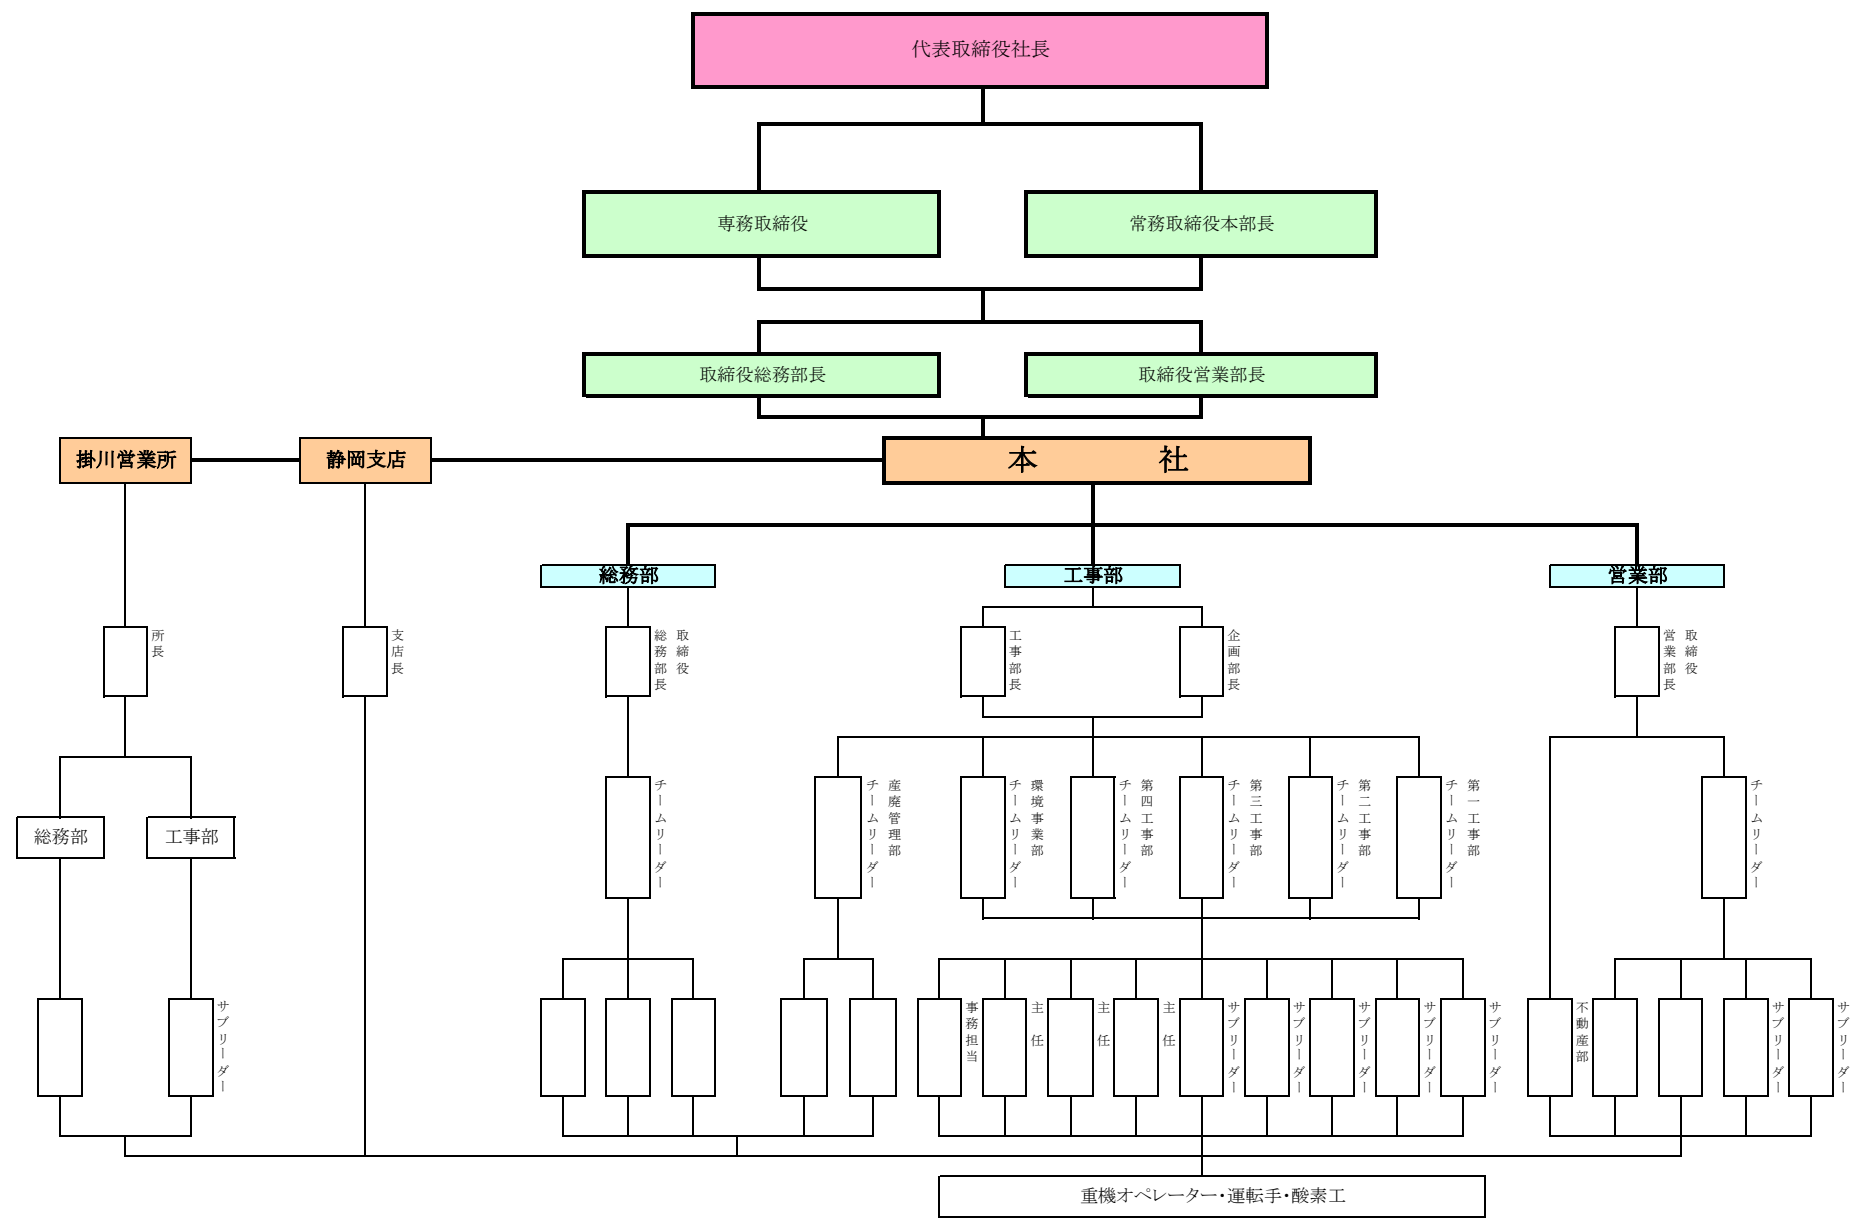 代表取締役社長
専務取締役
常務取締役本部長
取締役総務部長
取締役営業部長
掛川営業所
静岡支店
本　社
総務部
工事部
営業部
所長
支店長
取締役
総務部長
工事部長
企画部長
取締役
営業部長
チームリーダー
産廃管理部
チームリーダー
環境事業部
チームリーダー
第四工事部
チームリーダー
第三工事部
チームリーダー
第二工事部
チームリーダー
第一工事部
チームリーダー
チームリーダー
総務部
工事部
サブリーダー
事務担当
主　任
主　任
主　任
サブリーダー
サブリーダー
サブリーダー
サブリーダー
サブリーダー
不動産部
サブリーダー
サブリーダー
重機オペレーター・運転手・酸素工